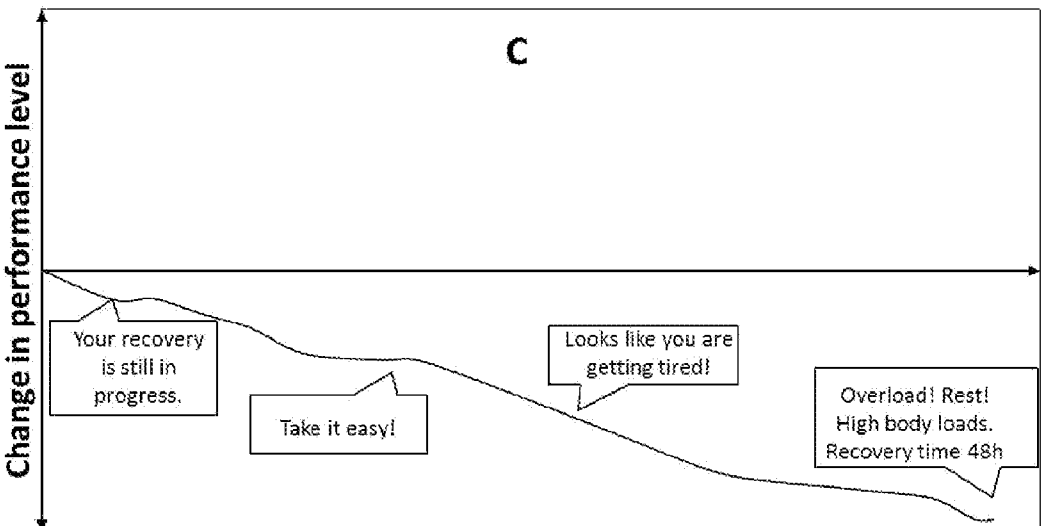 C
Change in performance level
Your recovery
is still in
progress.
Take it easy!
Looks like you are
getting tired!
Overload! Rest!
High body loads.
Recovery time 48h